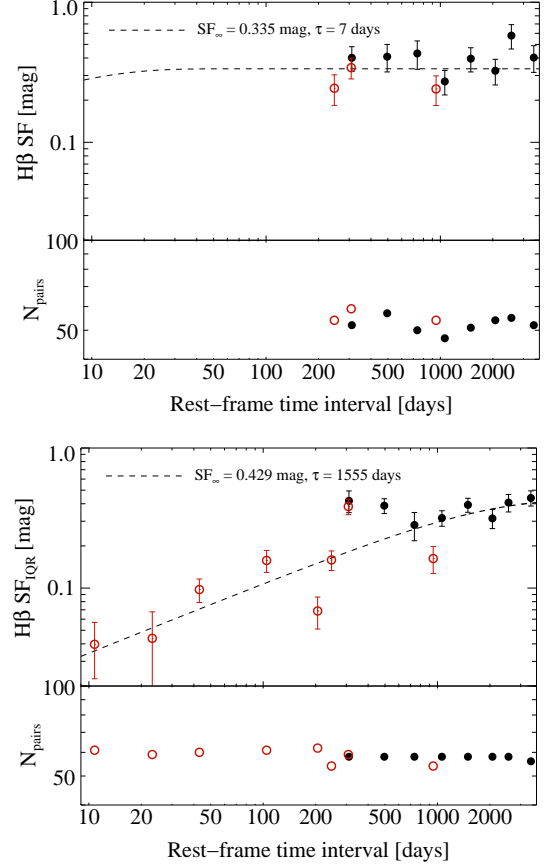 1.0
SF∞ = 0.335 mag, τ = 7 days
Hβ SF [mag]
0.1
100
Npairs
50
10 20 50 100 200 500 1000 2000
Rest−frame time interval [days]
1.0
SF∞ = 0.429 mag, τ = 1555 days
Hβ SFIQR [mag]
0.1
100
Npairs
50
10 20 50 100 200 500 1000 2000
Rest−frame time interval [days]